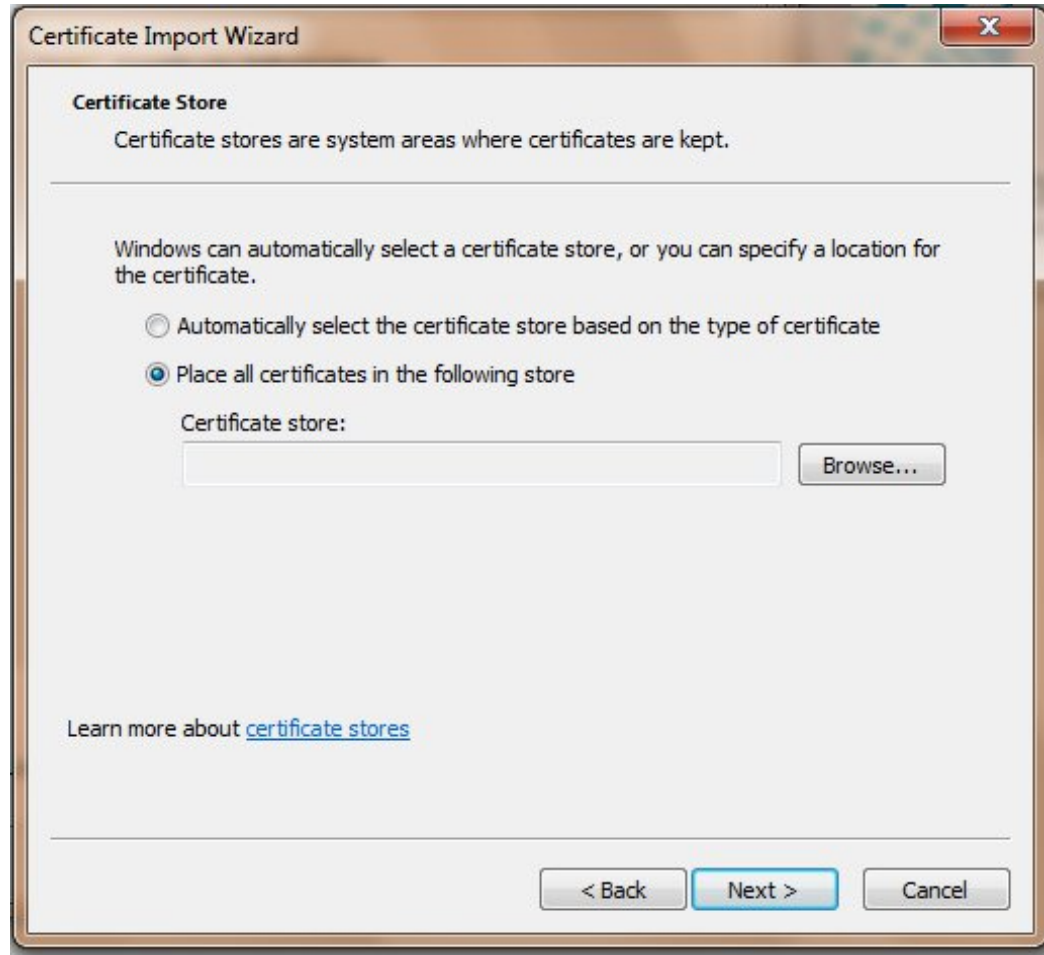 Certificate Import Wizard
Certificate Store
Certificate stores are system areas where certificates are kept.
Windows can automatically select a certificate store, or you can specify a location for
the certificate.
Automatically select the certificate store based on the type of certificate
Place all certificates in the following store
Certificate store:
Browse...
Learn more about certificate stores
< Back Next > Cancel